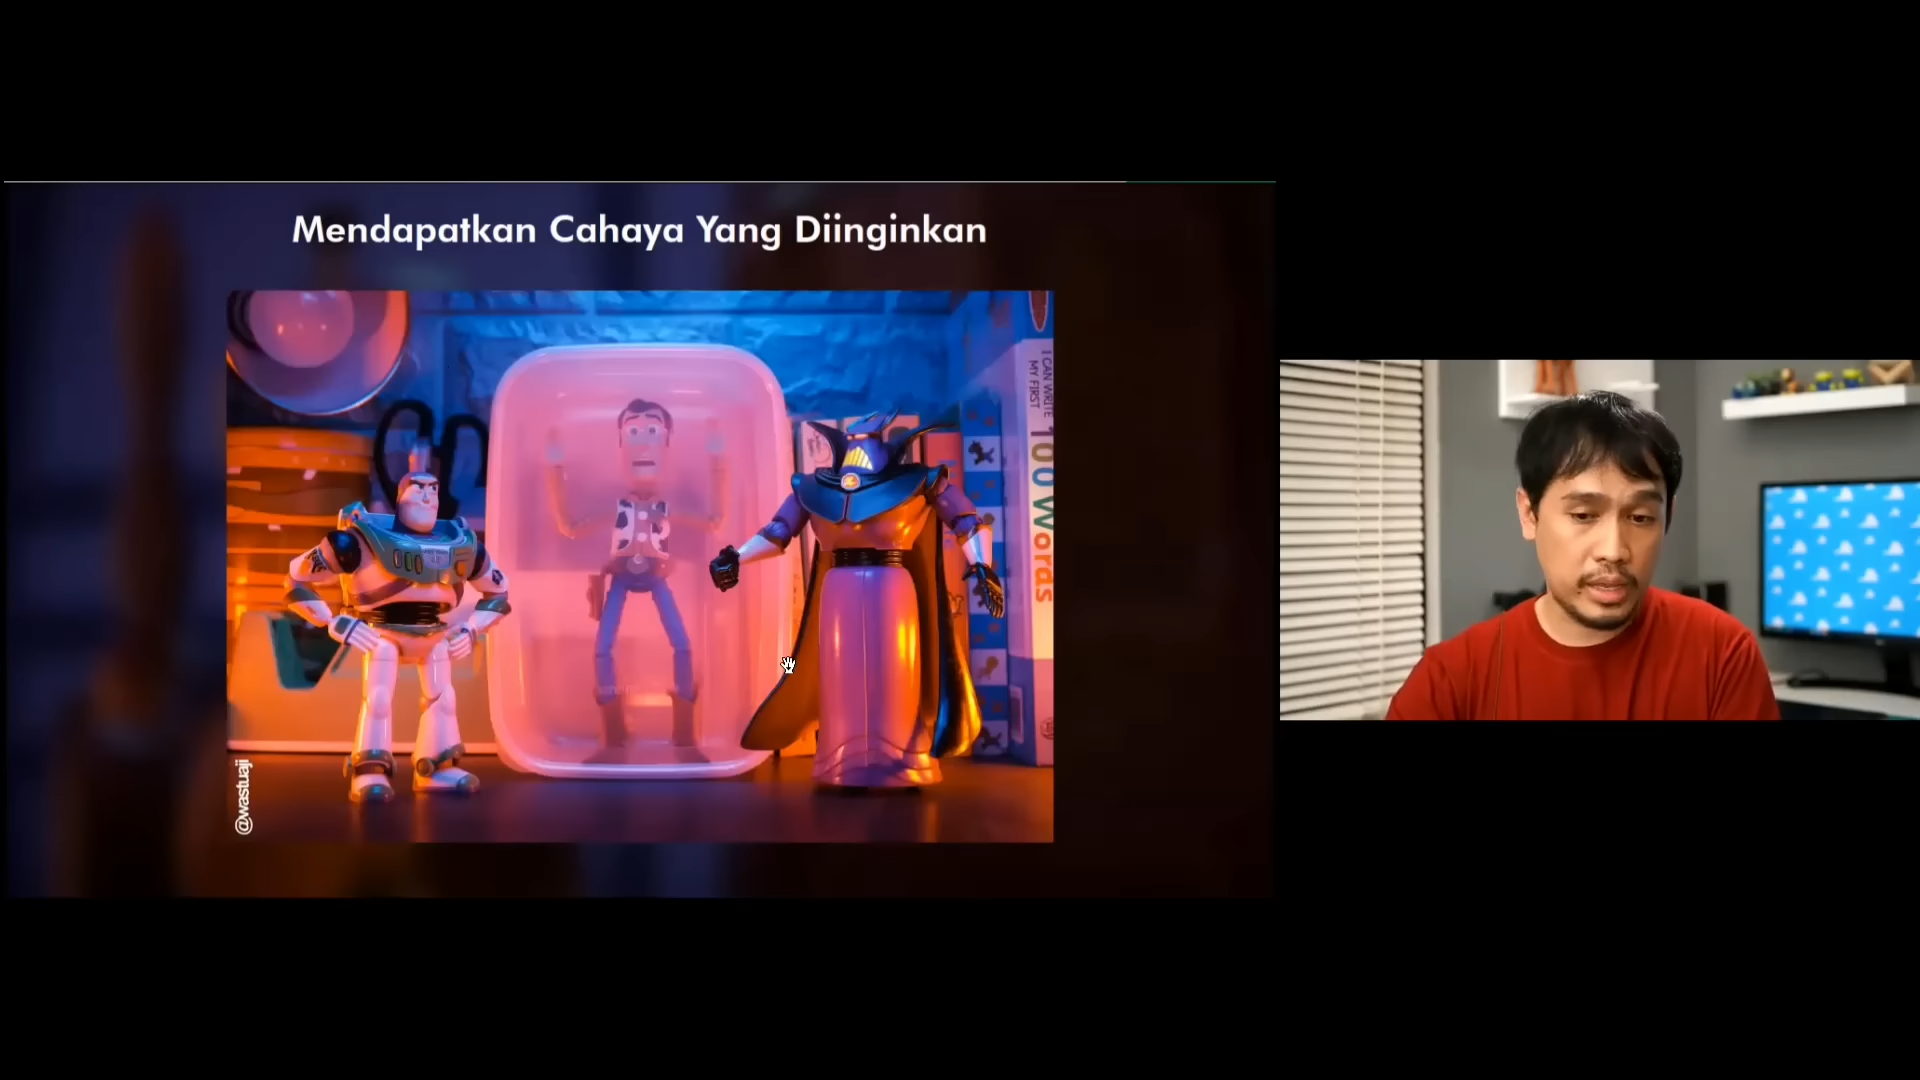 Mendapatkan Cahaya Yang Diinginkan
I CAN WRITE
MY FIRST
100 Words
@wastuaji